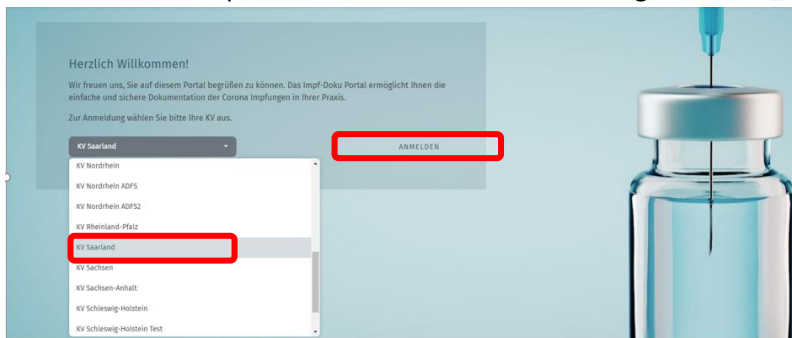 Herzlich Willkommen!
Wir freuen uns, Sie auf diesem Portal begrüßen zu können. Das Impf-Doku Portal ermöglicht Ihnen die
einfache und sichere Dokumentation der Corona Impfungen in Ihrer Praxis.
Zur Anmeldung wählen Sie bitte Ihre KV aus.
KV Saarland
ANMELDEN
KV Nordrhein
KV Nordrhein ADFS
KV Nordrhein ADFS2
KV Rheinland-Pfalz
KV Saarland
KV Sachsen
KV Sachsen-Anhalt
KV Schleswig-Holstein
KV Schleswig-Holstein Test